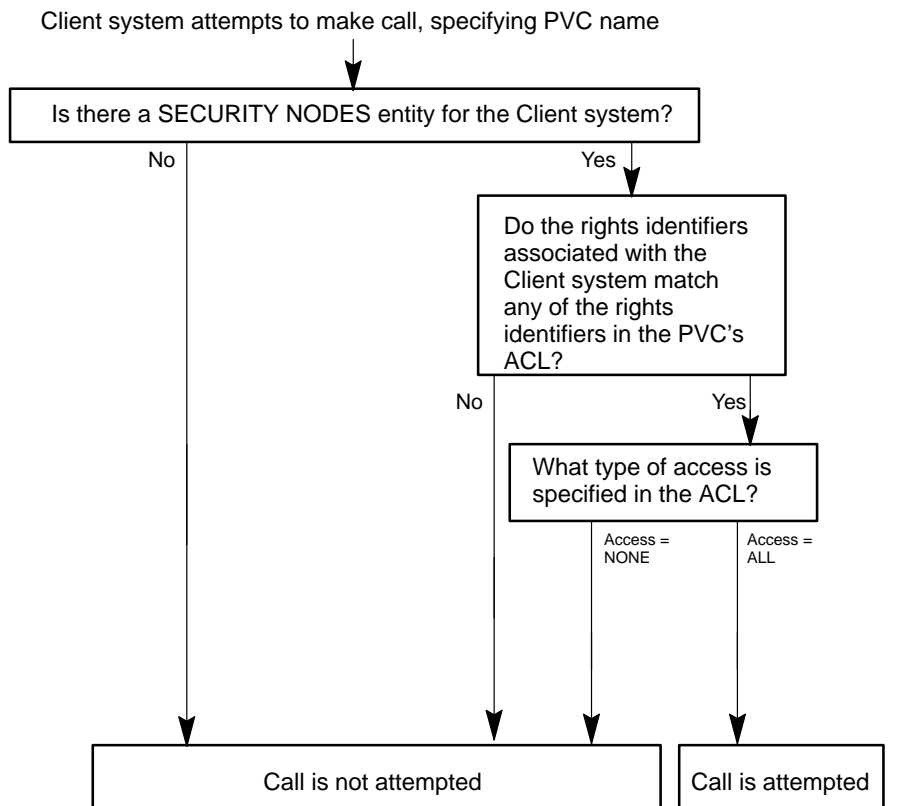 Client system attempts to make call, specifying PVC name
Is there a SECURITY NODES entity for the Client system?
No
Yes
Do the rights identifiers
associated with the
Client system match
any of the rights
identifiers in the PVC's
ACL?
No
Yes
What type of access is
specified in the ACL?
Access =
NONE
Access =
ALL
Call is not attempted
Call is attempted